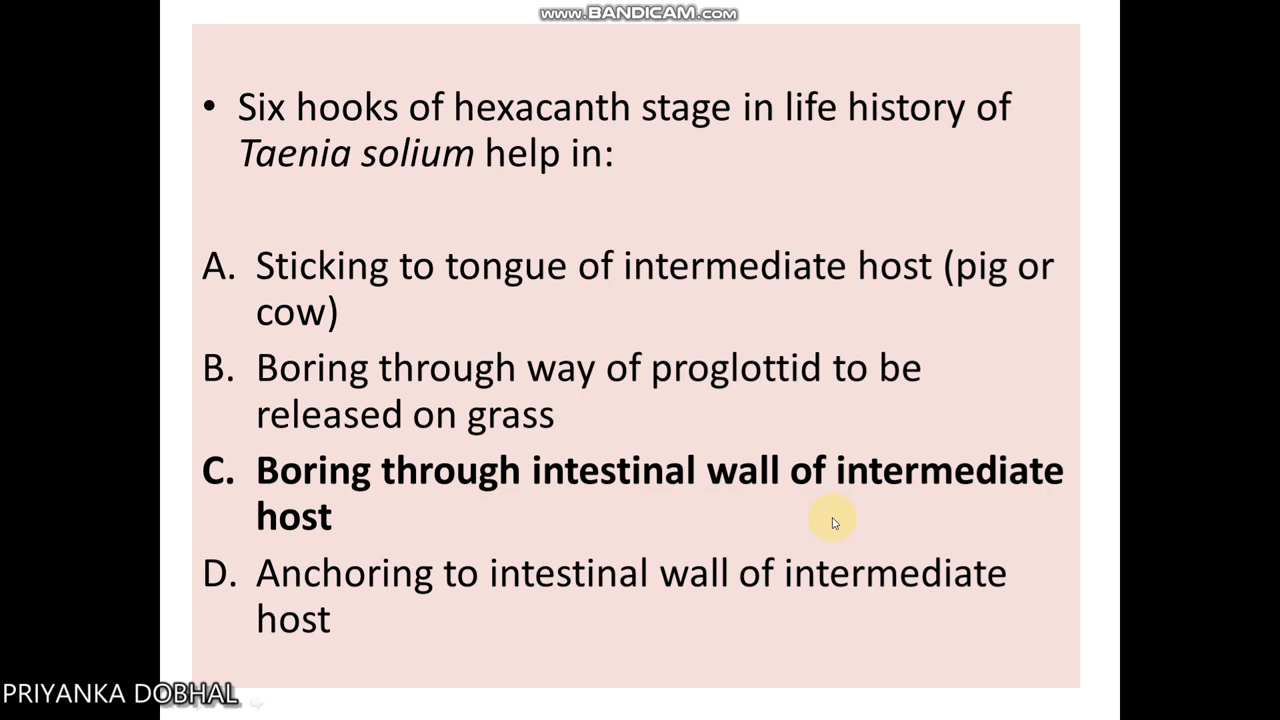 www.BANDICAM.com
• Six hooks of hexacanth stage in life history of
Taenia solium help in:
A. Sticking to tongue of intermediate host (pig or
cow)
B. Boring through way of proglottid to be
released on grass
C. Boring through intestinal wall of intermediate
host
D. Anchoring to intestinal wall of intermediate
host
PRIYANKA DOBHAL